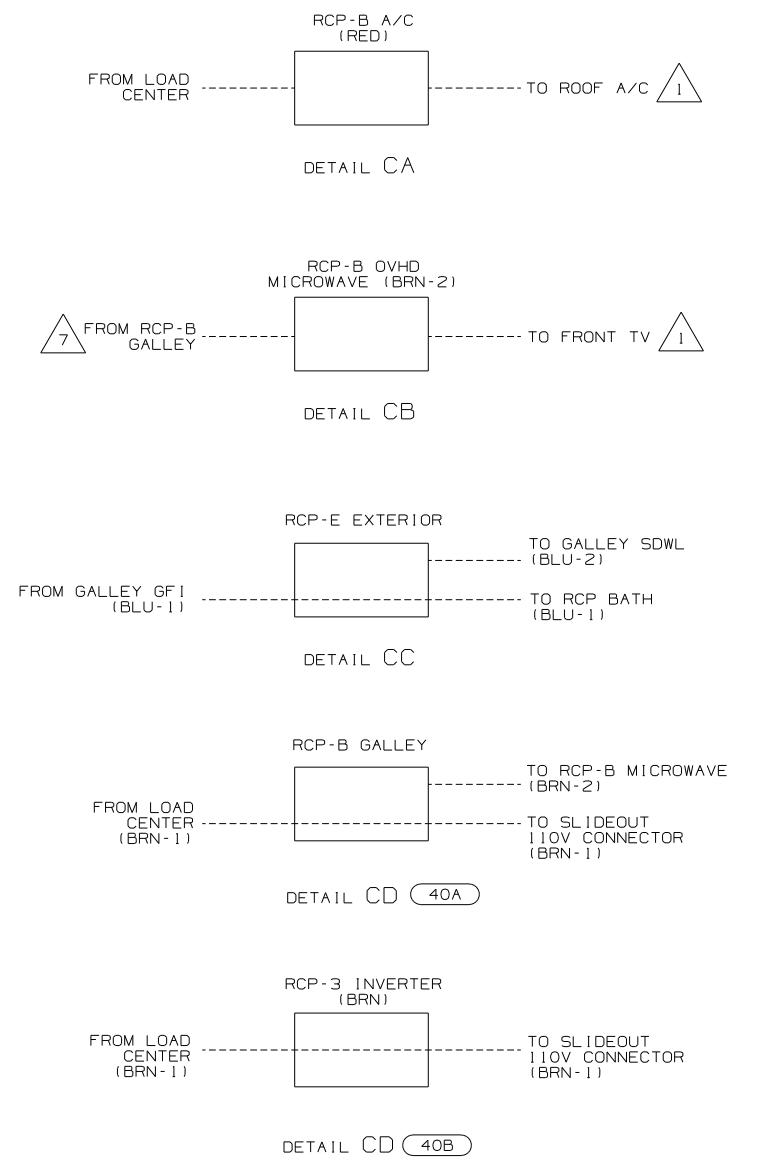 RCP-B A/C
(RED)
FROM LOAD
CENTER
TO ROOF A/C
1
DETAIL CA
RCP-B OVHD
MICROWAVE (BRN-2)
7
FROM RCP-B
GALLEY
TO FRONT TV
1
DETAIL CB
RCP-E EXTERIOR
TO GALLEY SDWL
(BLU-2)
FROM GALLEY GFI
(BLU-1)
TO RCP BATH
(BLU-1)
DETAIL CC
RCP-B GALLEY
TO RCP-B MICROWAVE
(BRN-2)
FROM LOAD
CENTER
(BRN-1)
TO SLIDEOUT
110V CONNECTOR
(BRN-1)
DETAIL CD 40A
RCP-3 INVERTER
(BRN)
FROM LOAD
CENTER
(BRN-1)
TO SLIDEOUT
110V CONNECTOR
(BRN-1)
DETAIL CD 40B